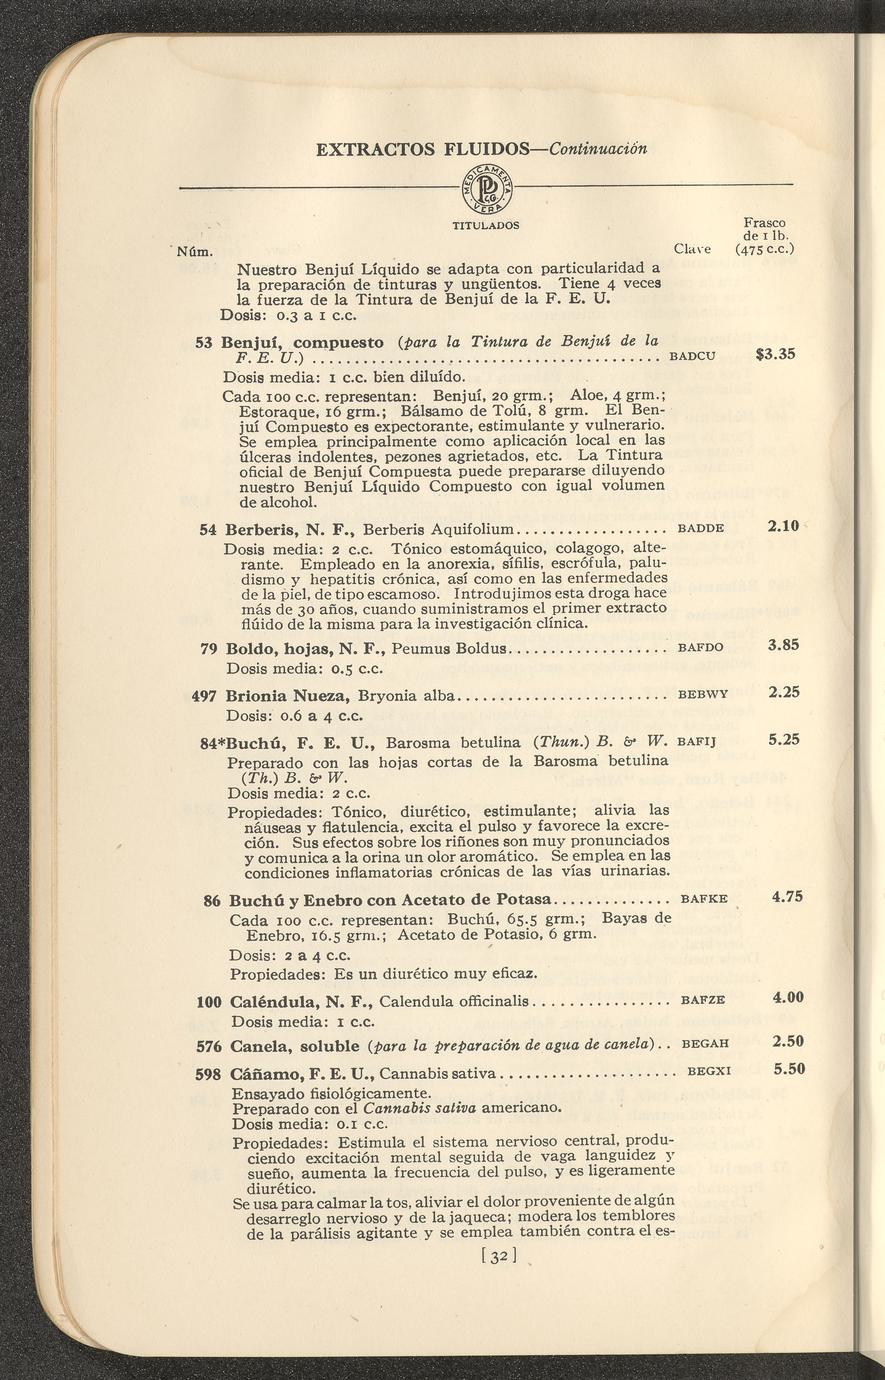 EXTRACTOS FLUIDOS—Continuación
MEDICAMENTA VERA
TITULADOS
Frasco
de 1 lb.
Núm. Clave (475 c.c.)
Nuestro Benjuí Líquido se adapta con particularidad a
la preparación de tinturas y ungüentos. Tiene 4 veces
la fuerza de la Tintura de Benjuí de la F. E. U.
Dosis: 0.3 a 1 c.c.
53 Benjuí, compuesto (para la Tintura de Benjuí de la
F. E. U.) ........................................ BADCU $3.35
Dosis media: 1 c.c. bien diluído.
Cada 100 c.c. representan: Benjuí, 20 grm.; Aloe, 4 grm.;
Estoraque, 16 grm.; Bálsamo de Tolú, 8 grm. El Ben-
juí Compuesto es expectorante, estimulante y vulnerario.
Se emplea principalmente como aplicación local en las
úlceras indolentes, pezones agrietados, etc. La Tintura
oficial de Benjuí Compuesta puede prepararse diluyendo
nuestro Benjuí Líquido Compuesto con igual volumen
de alcohol.
54 Berberis, N. F., Berberis Aquifolium.................. BADDE 2.10
Dosis media: 2 c.c. Tónico estomáquico, colagogo, alte-
rante. Empleado en la anorexia, sífilis, escrófula, palu-
dismo y hepatitis crónica, así como en las enfermedades
de la piel, de tipo escamoso. Introdujimos esta droga hace
más de 30 años, cuando suministramos el primer extracto
flúido de la misma para la investigación clínica.
79 Boldo, hojas, N. F., Peumus Boldus................... BAFDO 3.85
Dosis media: 0.5 c.c.
497 Brionia Nueza, Bryonia alba......................... BEBWY 2.25
Dosis: 0.6 a 4 c.c.
84*Buchú, F. E. U., Barosma betulina (Thun.) B. & W. BAFIJ 5.25
Preparado con las hojas cortas de la Barosma betulina
(Th.) B. & W.
Dosis media: 2 c.c.
Propiedades: Tónico, diurético, estimulante; alivia las
náuseas y flatulencia, excita el pulso y favorece la excre-
ción. Sus efectos sobre los riñones son muy pronunciados
y comunica a la orina un olor aromático. Se emplea en las
condiciones inflamatorias crónicas de las vías urinarias.
86 Buchú y Enebro con Acetato de Potasa.............. BAFKE 4.75
Cada 100 c.c. representan: Buchú, 65.5 grm.; Bayas de
Enebro, 16.5 grm.; Acetato de Potasio, 6 grm.
Dosis: 2 a 4 c.c.
Propiedades: Es un diurético muy eficaz.
100 Caléndula, N. F., Calendula officinalis................ BAFZE 4.00
Dosis media: 1 c.c.
576 Canela, soluble (para la preparación de agua de canela).. BEGAH 2.50
598 Cáñamo, F. E. U., Cannabis sativa..................... BEGXI 5.50
Ensayado fisiológicamente.
Preparado con el Cannabis sativa americano.
Dosis media: 0.1 c.c.
Propiedades: Estimula el sistema nervioso central, produ-
ciendo excitación mental seguida de vaga languidez y
sueño, aumenta la frecuencia del pulso, y es ligeramente
diurético.
Se usa para calmar la tos, aliviar el dolor proveniente de algún
desarreglo nervioso y de la jaqueca; modera los temblores
de la parálisis agitante y se emplea también contra el es-
[32]